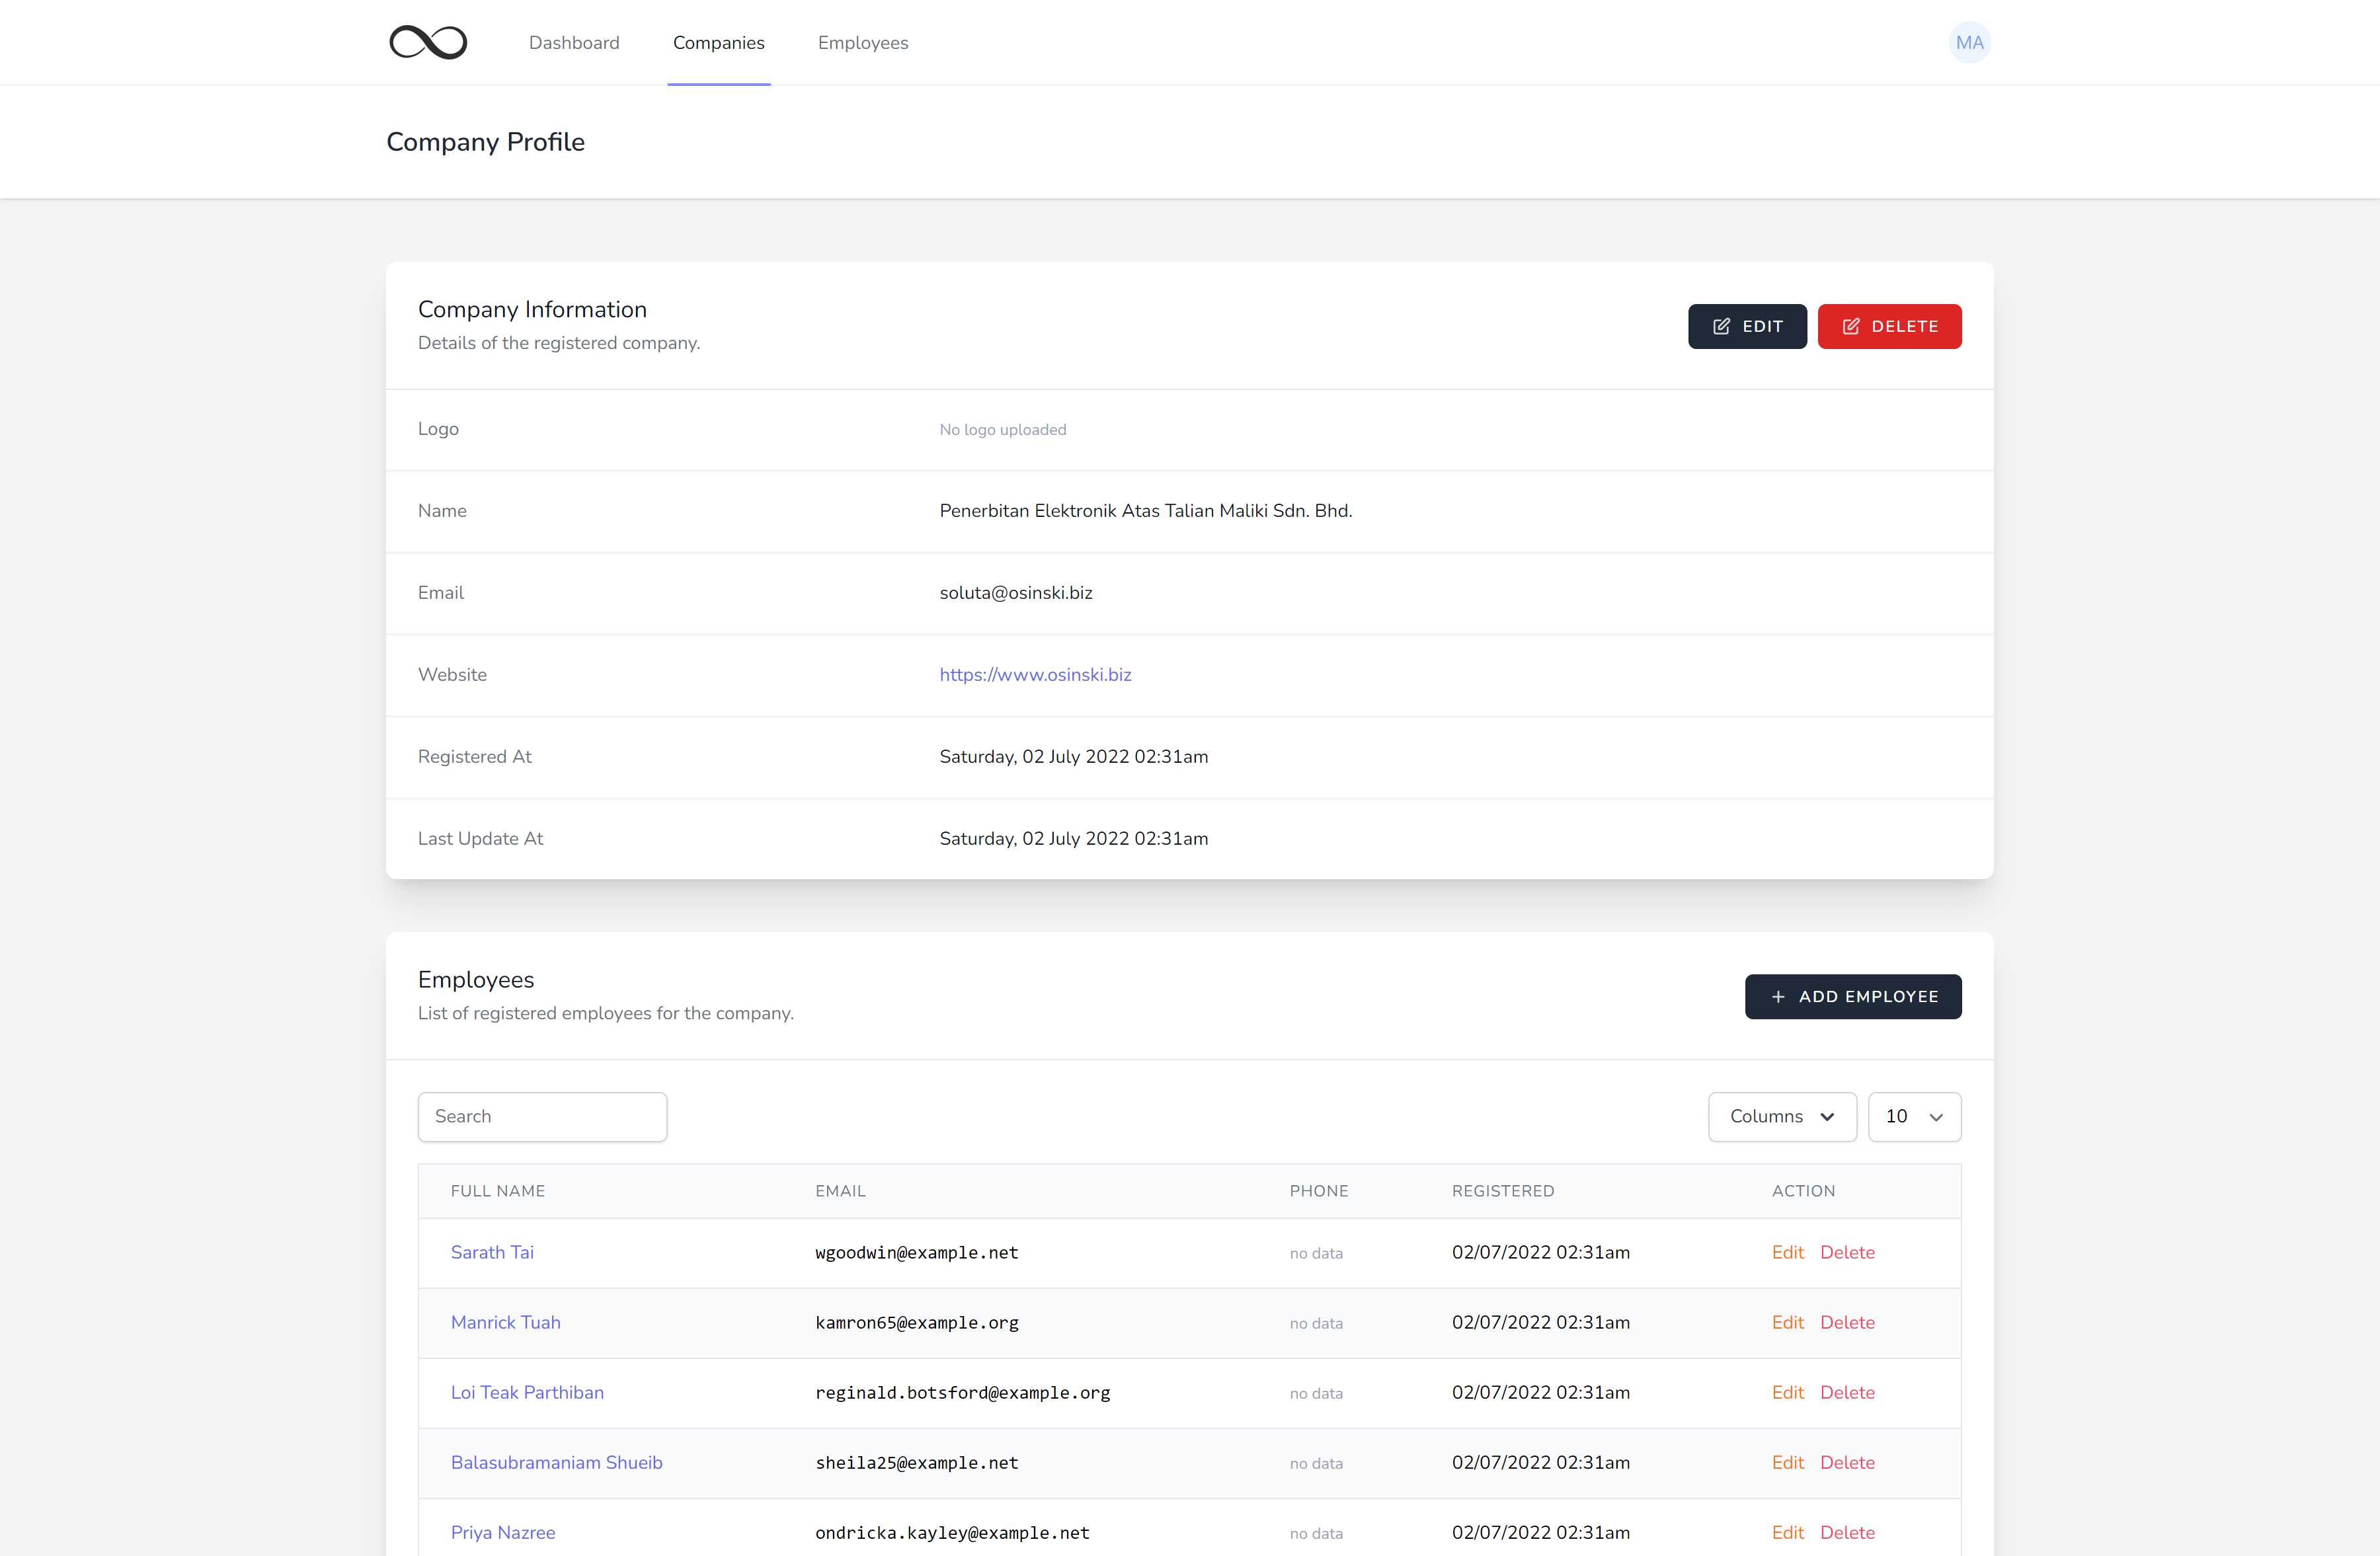 Dashboard Companies Employees MA
Company Profile
Company Information
Details of the registered company.
EDIT DELETE
Logo No logo uploaded
Name Penerbitan Elektronik Atas Talian Maliki Sdn. Bhd.
Email soluta@osinski.biz
Website https://www.osinski.biz
Registered At Saturday, 02 July 2022 02:31am
Last Update At Saturday, 02 July 2022 02:31am
Employees
List of registered employees for the company.
+ ADD EMPLOYEE
Search Columns 10
FULL NAME EMAIL PHONE REGISTERED ACTION
Sarath Tai wgoodwin@example.net no data 02/07/2022 02:31am Edit Delete
Manrick Tuah kamron65@example.org no data 02/07/2022 02:31am Edit Delete
Loi Teak Parthiban reginald.botsford@example.org no data 02/07/2022 02:31am Edit Delete
Balasubramaniam Shueib sheila25@example.net no data 02/07/2022 02:31am Edit Delete
Priya Nazree ondricka.kayley@example.net no data 02/07/2022 02:31am Edit Delete